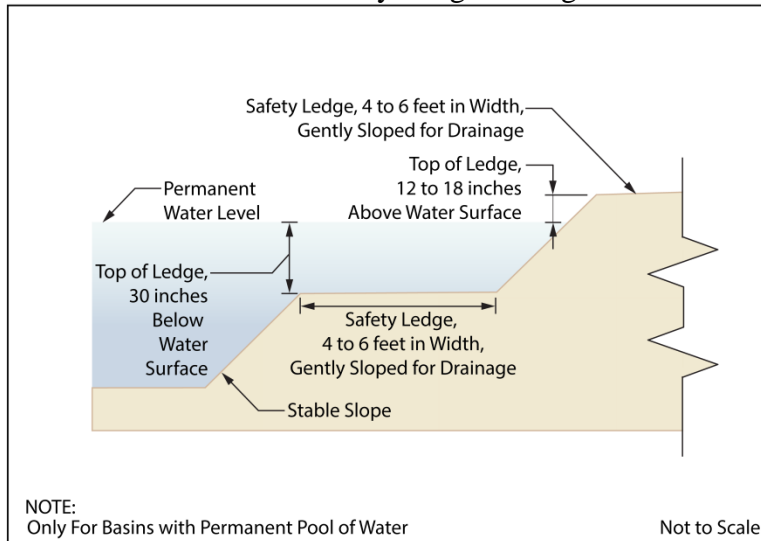 Safety Ledge, 4 to 6 feet in Width,
Gently Sloped for Drainage
Top of Ledge,
12 to 18 inches
Above Water Surface
Permanent
Water Level
Top of Ledge,
30 inches
Below
Water
Surface
Safety Ledge,
4 to 6 feet in Width,
Gently Sloped for Drainage
Stable Slope
NOTE:
Only For Basins with Permanent Pool of Water
Not to Scale